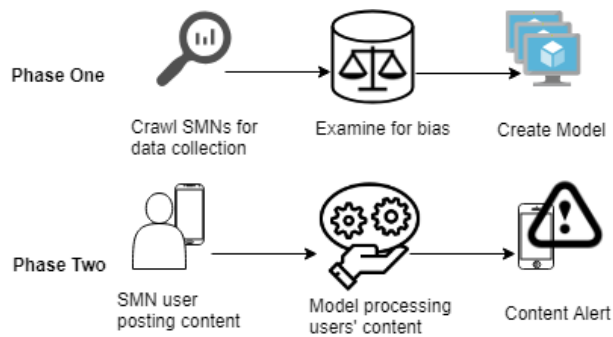 Phase One
Crawl SMNs for
data collection
Examine for bias
Create Model
Phase Two
SMN user
posting content
Model processing
users' content
Content Alert